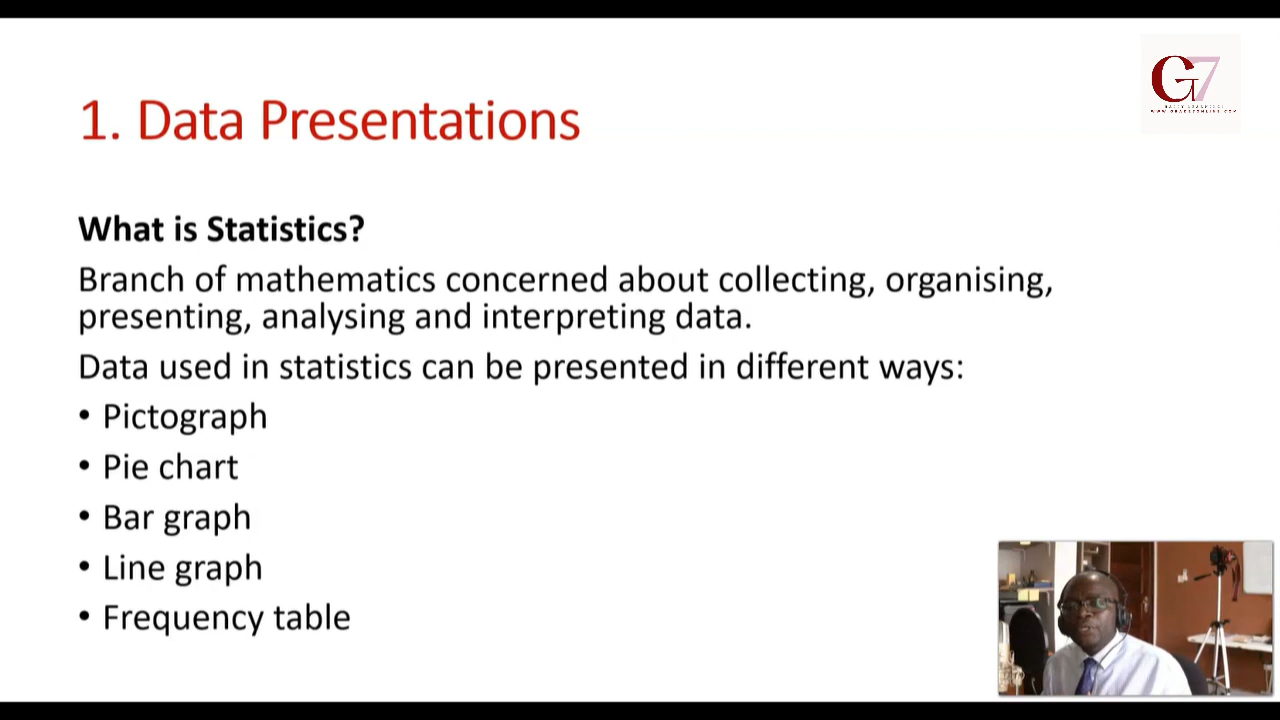 G7
1. Data Presentations
What is Statistics?
Branch of mathematics concerned about collecting, organising,
presenting, analysing and interpreting data.
Data used in statistics can be presented in different ways:
• Pictograph
• Pie chart
• Bar graph
• Line graph
• Frequency table